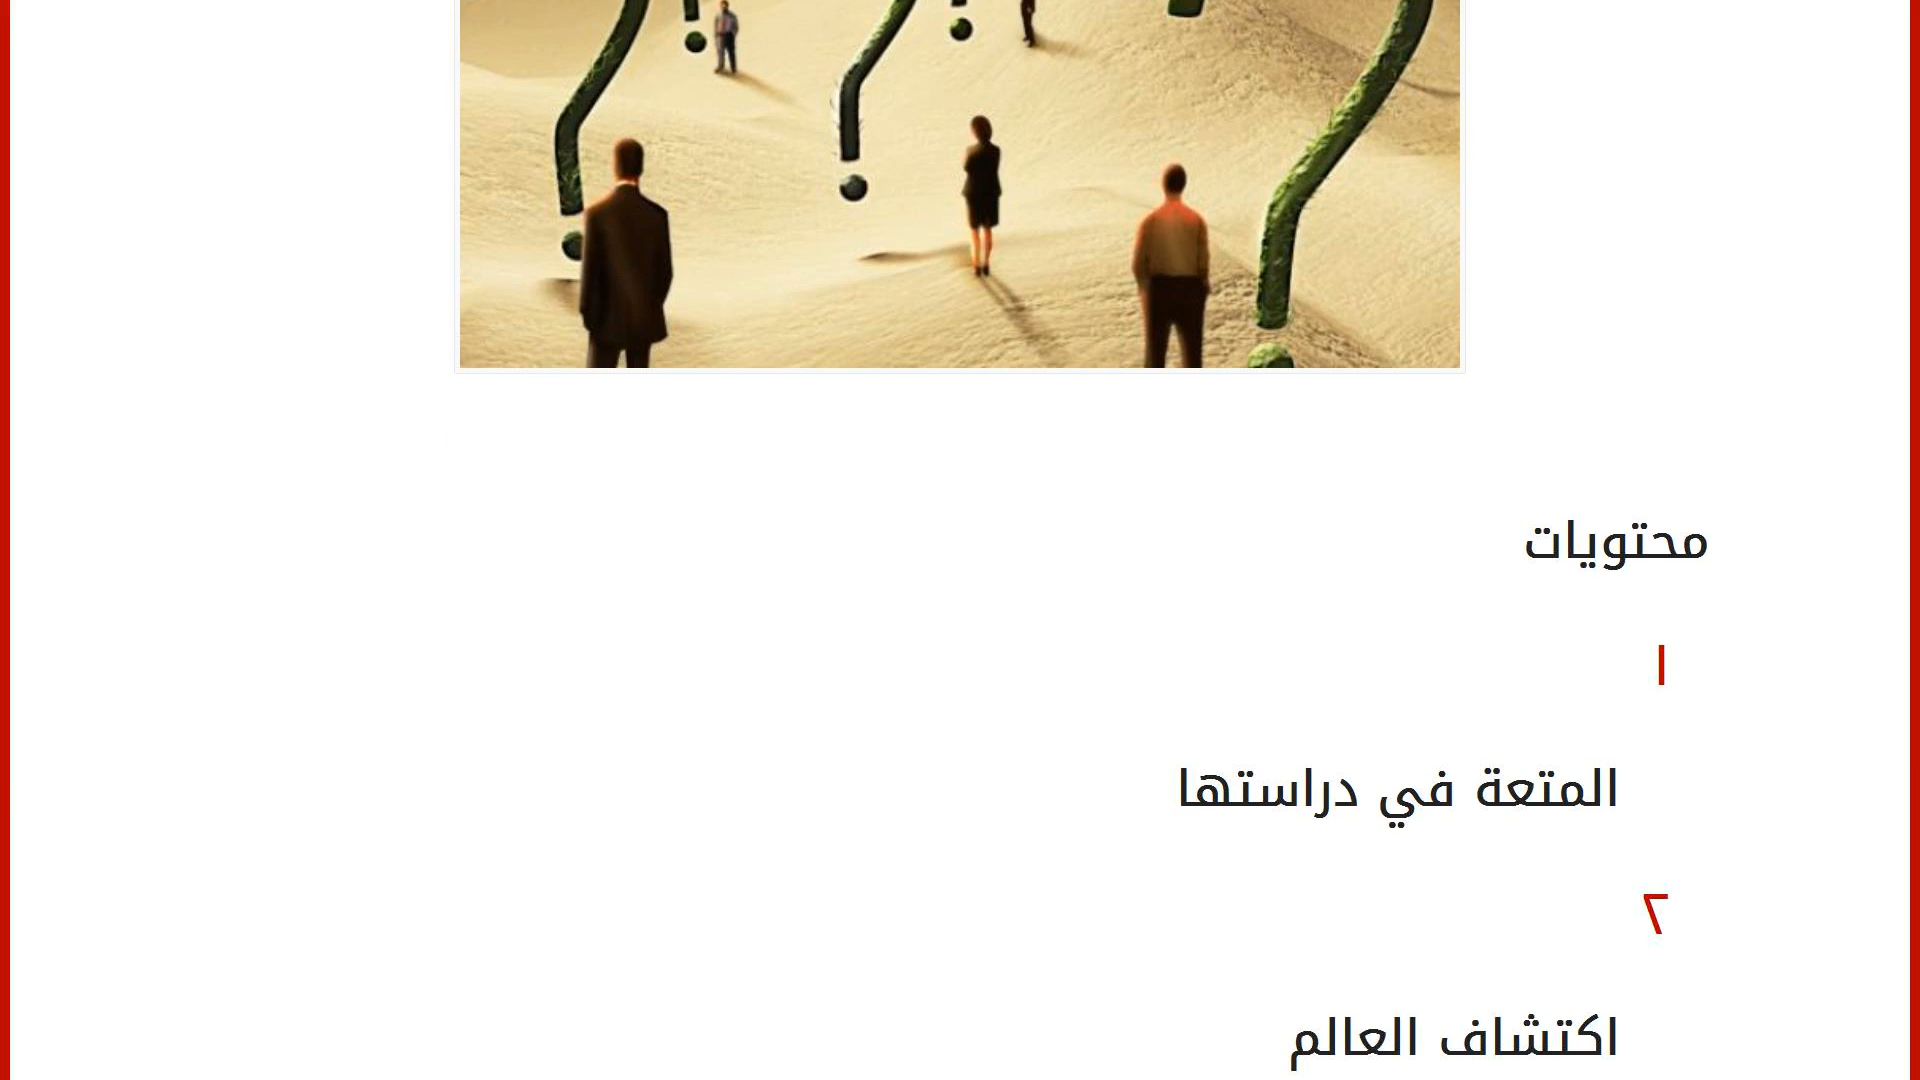 محتويات
١
المتعة في دراستها
٢
اكتشاف العالم